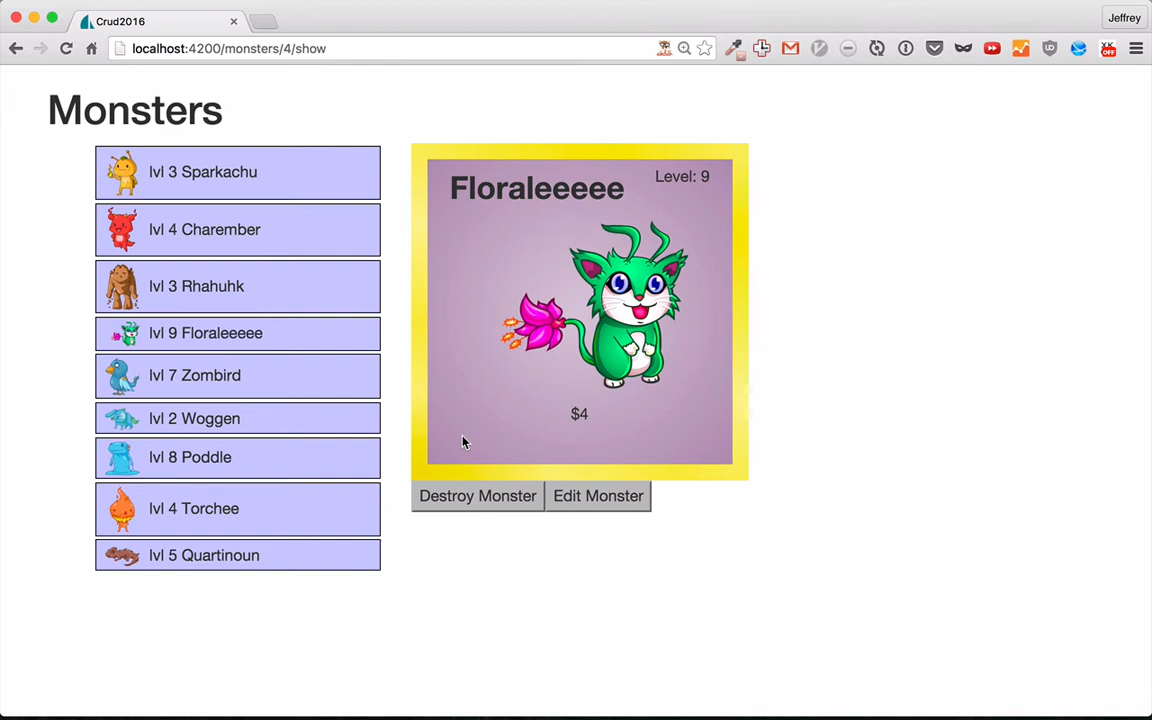 Crud2016
Jeffrey
localhost:4200/monsters/4/show
Monsters
lvl 3 Sparkachu
lvl 4 Charember
lvl 3 Rhahuhk
lvl 9 Floraleeeee
lvl 7 Zombird
lvl 2 Woggen
lvl 8 Poddle
lvl 4 Torchee
lvl 5 Quartinoun
Floraleeeee
Level: 9
$4
Destroy Monster
Edit Monster